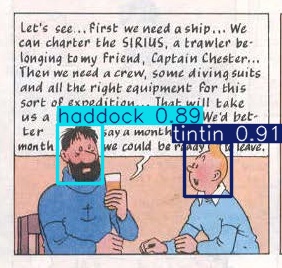 Let's see... First we need a ship... We
can charter the SIRIUS, a trawler be-
longing to my friend, Captain Chester...
Then we need a crew, some diving suits
and all the right equipment for this
sort of expedition... That will take
us a
haddock 0.89
We'd bet-
ter
say a month
tintin 0.91
month
we could be ready to leave.